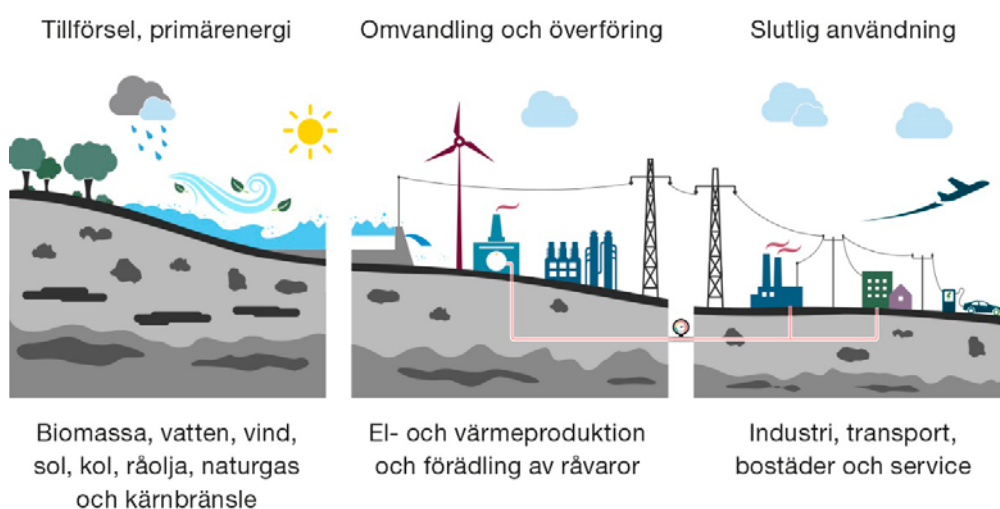 Tillförsel, primärenergi
Omvandling och överföring
Slutlig användning
Biomassa, vatten, vind,
sol, kol, råolja, naturgas
och kärnbränsle
El- och värmeproduktion
och förädling av råvaror
Industri, transport,
bostäder och service